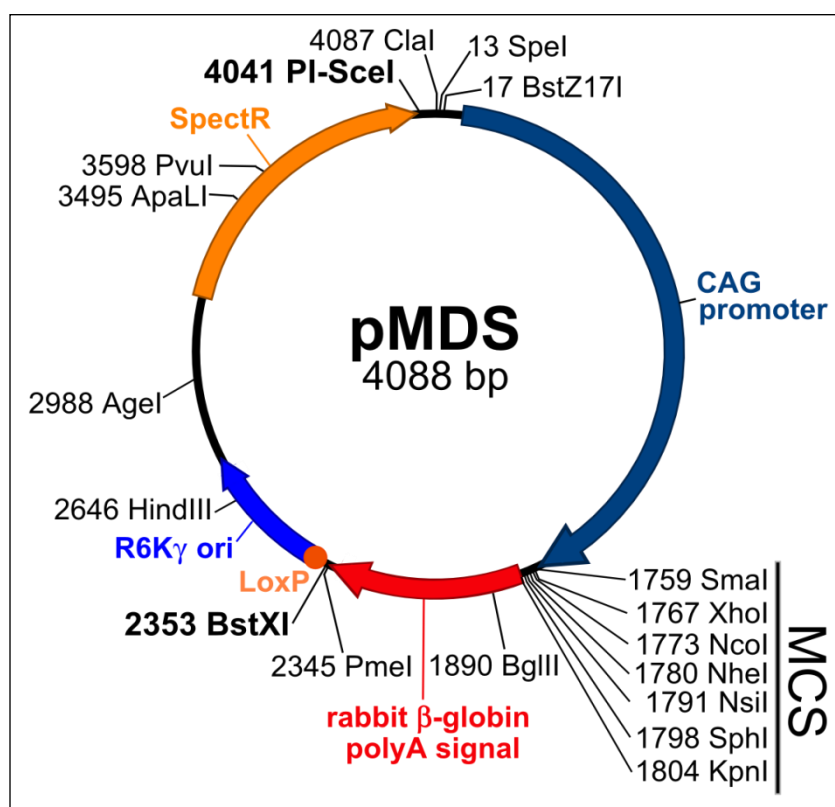 4087 ClaI
13 SpeI
4041 PI-SceI
17 BstZ17I
SpectR
3598 PvuI
3495 ApaLI
CAG
promoter
pMDS
4088 bp
2988 AgeI
2646 HindIII
R6Kγ ori
LoxP
2353 BstXI
2345 PmeI
1890 BglII
rabbit β-globin
polyA signal
1759 SmaI
1767 XhoI
1773 NcoI
1780 NheI
1791 NsiI
1798 SphI
1804 KpnI
MCS